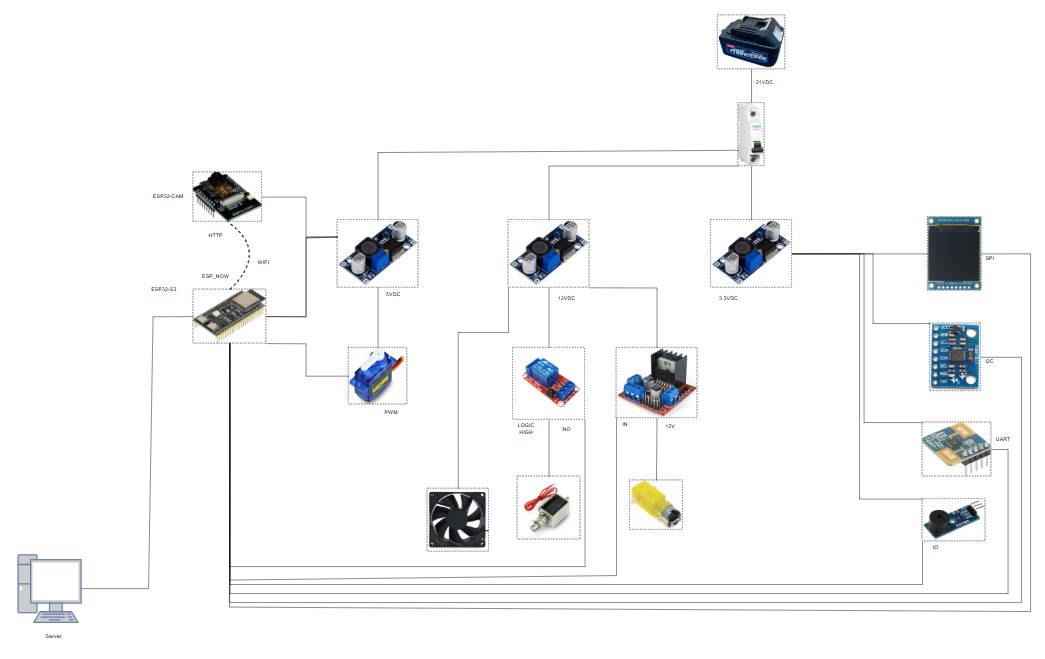 21VDC
ESP32-CAM
HTTP
WIFI
ESP_NOW
ESP32-S3
5VDC
12VDC
3.3VDC
SPI
I2C
PWM
LOGIC
HIGH
NO
IN
12V
UART
IO
Server